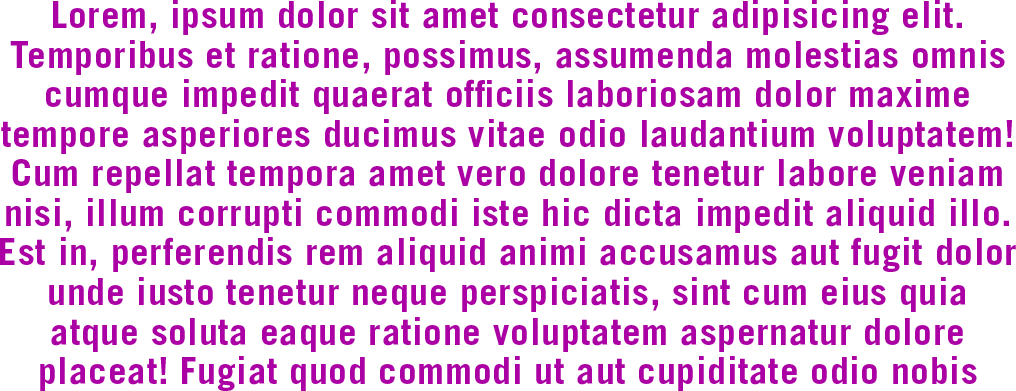 Lorem, ipsum dolor sit amet consectetur adipisicing elit.
Temporibus et ratione, possimus, assumenda molestias omnis
cumque impedit quaerat officiis laboriosam dolor maxime
tempore asperiores ducimus vitae odio laudantium voluptatem!
Cum repellat tempora amet vero dolore tenetur labore veniam
nisi, illum corrupti commodi iste hic dicta impedit aliquid illo.
Est in, perferendis rem aliquid animi accusamus aut fugit dolor
unde iusto tenetur neque perspiciatis, sint cum eius quia
atque soluta eaque ratione voluptatem aspernatur dolore
placeat! Fugiat quod commodi ut aut cupiditate odio nobis